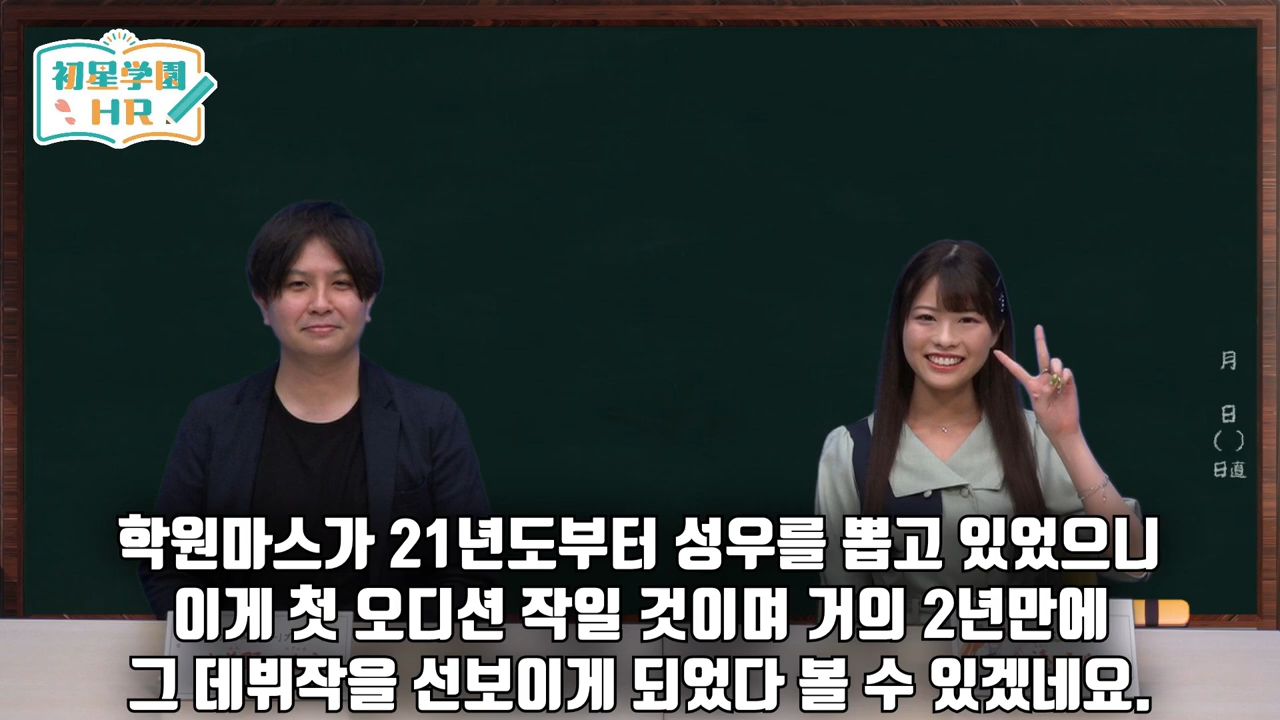 初星学園
HR
月
日
( )
日直
학원마스가 21년도부터 성우를 뽑고 있었으니
이게 첫 오디션 작일 것이며 거의 2년만에
그 데뷔작을 선보이게 되었다 볼 수 있겠네요.